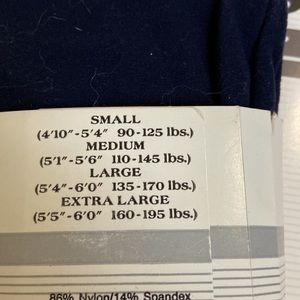 SMALL
(4'10"-5'4" 90-125 lbs.)
MEDIUM
(5'1"-5'6" 110-145 lbs.)
LARGE
(5'4"-6'0" 135-170 lbs.)
EXTRA LARGE
(5'5"-6'0" 160-195 lbs.)
86% Nylon/14% Spandex